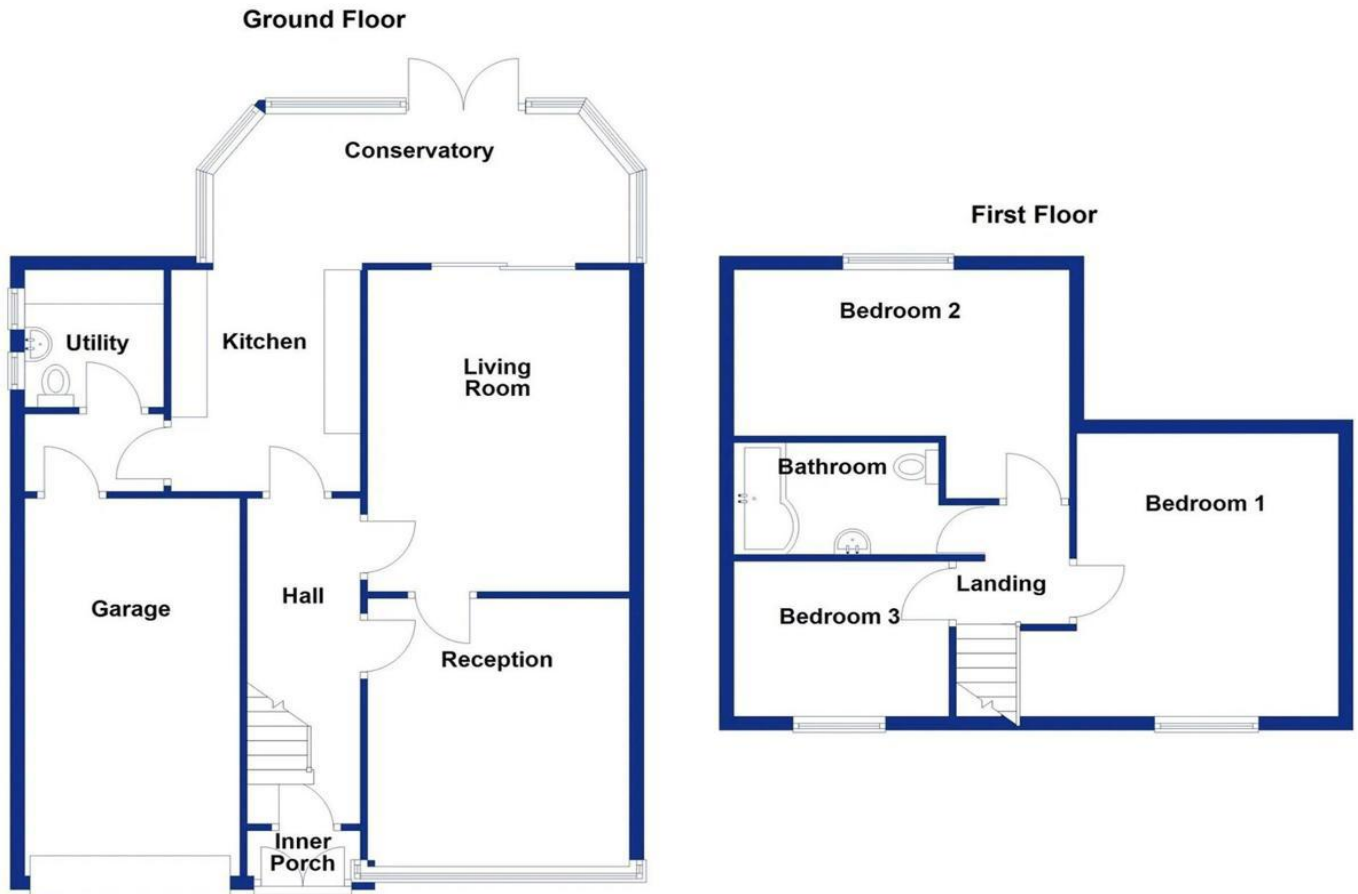 Ground Floor
Conservatory
Utility
Kitchen
Living
Room
Garage
Hall
Reception
Inner
Porch
First Floor
Bedroom 2
Bathroom
Bedroom 1
Landing
Bedroom 3